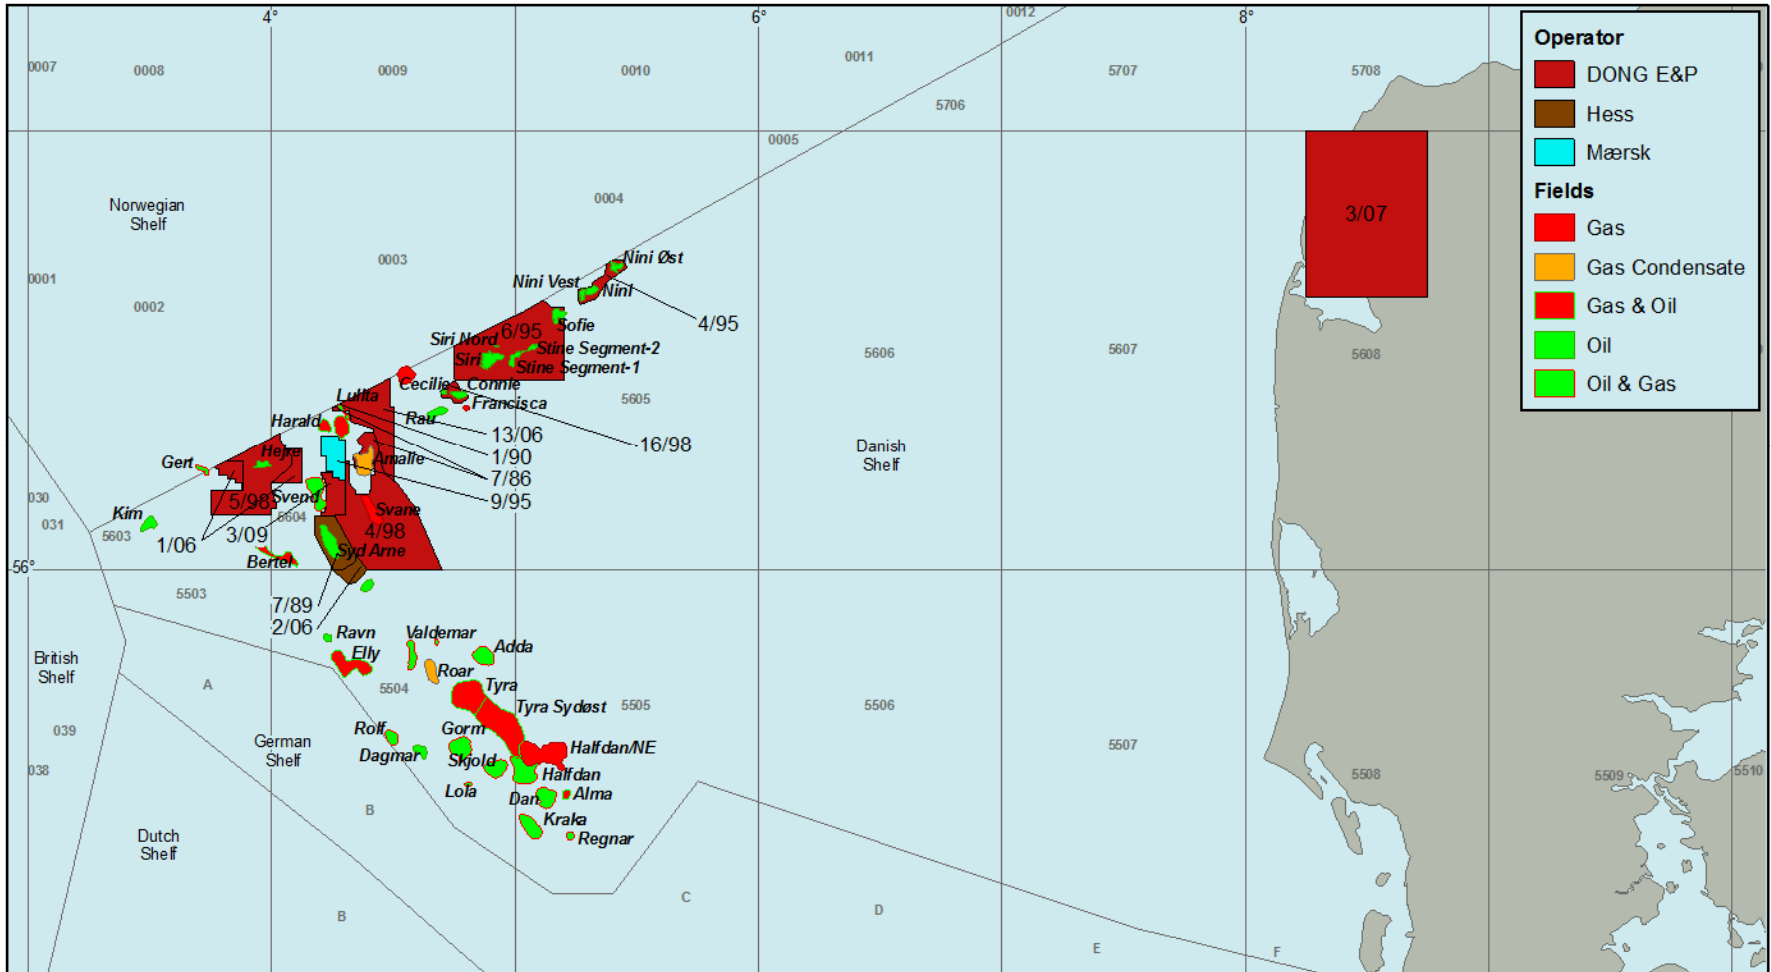 4°
6°
8°
0012
0007
0008
0009
0010
0011
5707
5708
5706
0005
Operator
DONG E&P
Hess
Mærsk
Fields
Gas
Gas Condensate
Gas & Oil
Oil
Oil & Gas
Norwegian
Shelf
0004
3/07
0001
0002
0003
Nini Øst
Nini Vest
NinI
4/95
6/95
Sofie
Siri Nord
Siri
Stine Segment-2
Stine Segment-1
5606
5607
5608
Cecilie
Connie
Francisca
5605
Lulita
Rau
Harald
13/06
16/98
1/90
7/86
9/95
Danish
Shelf
Gert
Hejre
Amalie
030
031
Kim
5603
5/98
Svend
5604
Svane
4/98
1/06
3/09
Syd Arne
Bertel
56°
5503
7/89
2/06
Ravn
Elly
Valdemar
Adda
Roar
British
Shelf
A
5504
Tyra
Tyra Sydøst
5505
5506
5507
039
038
German
Shelf
Rolf
Dagmar
Gorm
Skjold
Halfdan/NE
Halfdan
5508
5509
5510
Lola
Dan
Alma
Kraka
Regnar
B
Dutch
Shelf
B
C
D
E
F